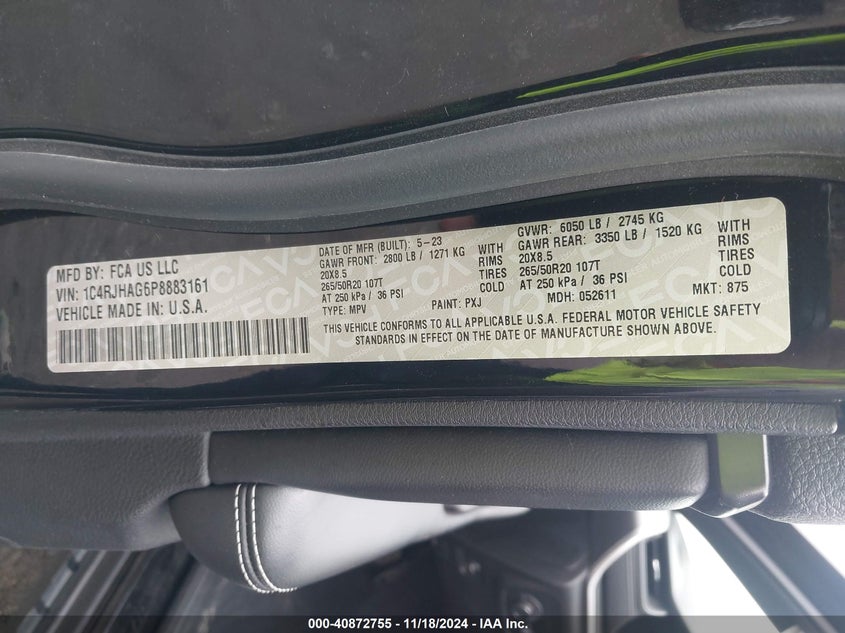 MFD BY: FCA US LLC
VIN: 1C4RJHAG6P8883161
VEHICLE MADE IN: U.S.A.
DATE OF MFR (BUILT): 5-23
GAWR FRONT: 2800 LB / 1271 KG WITH
20X8.5 RIMS
265/50R20 107T TIRES
AT 250 kPa / 36 PSI COLD
TYPE: MPV PAINT: PXJ
GVWR: 6050 LB / 2745 KG
GAWR REAR: 3350 LB / 1520 KG WITH
20X8.5 RIMS
265/50R20 107T TIRES
AT 250 kPa / 36 PSI COLD
MDH: 052611 MKT: 875
THIS VEHICLE CONFORMS TO ALL APPLICABLE U.S.A. FEDERAL MOTOR VEHICLE SAFETY
STANDARDS IN EFFECT ON THE DATE OF MANUFACTURE SHOWN ABOVE.
000-40872755 - 11/18/2024 - IAA Inc.